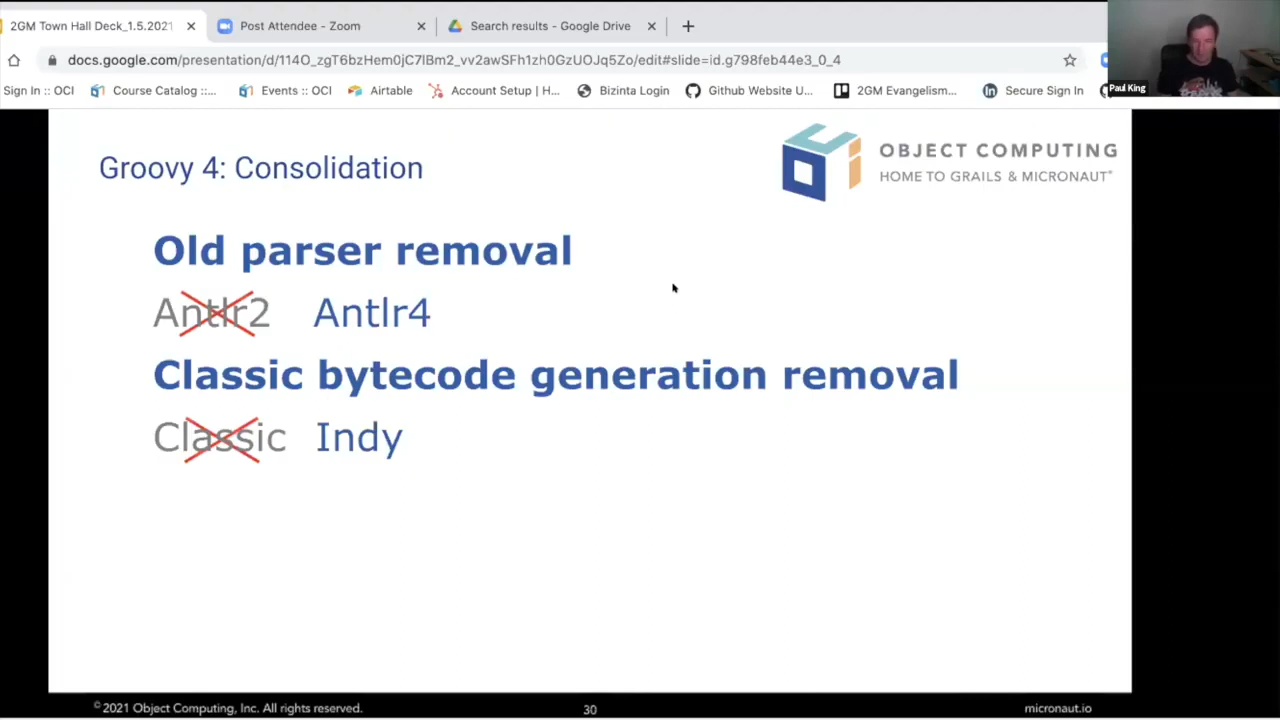 2GM Town Hall Deck_1.5.2021
Post Attendee - Zoom
Search results - Google Drive
docs.google.com/presentation/d/114O_zgT6bzHem0jC7lBm2_vv2awSFh1zh0GzUOJq5Zo/edit#slide=id.g798feb44e3_0_4
Sign In :: OCI
Course Catalog ::...
Events :: OCI
Airtable
Account Setup | H...
Bizinta Login
Github Website U...
2GM Evangelism...
Secure Sign In
Paul King
Groovy 4: Consolidation
OBJECT COMPUTING
HOME TO GRAILS & MICRONAUT®
Old parser removal
Antlr2 Antlr4
Classic bytecode generation removal
Classic Indy
© 2021 Object Computing, Inc. All rights reserved.
30
micronaut.io